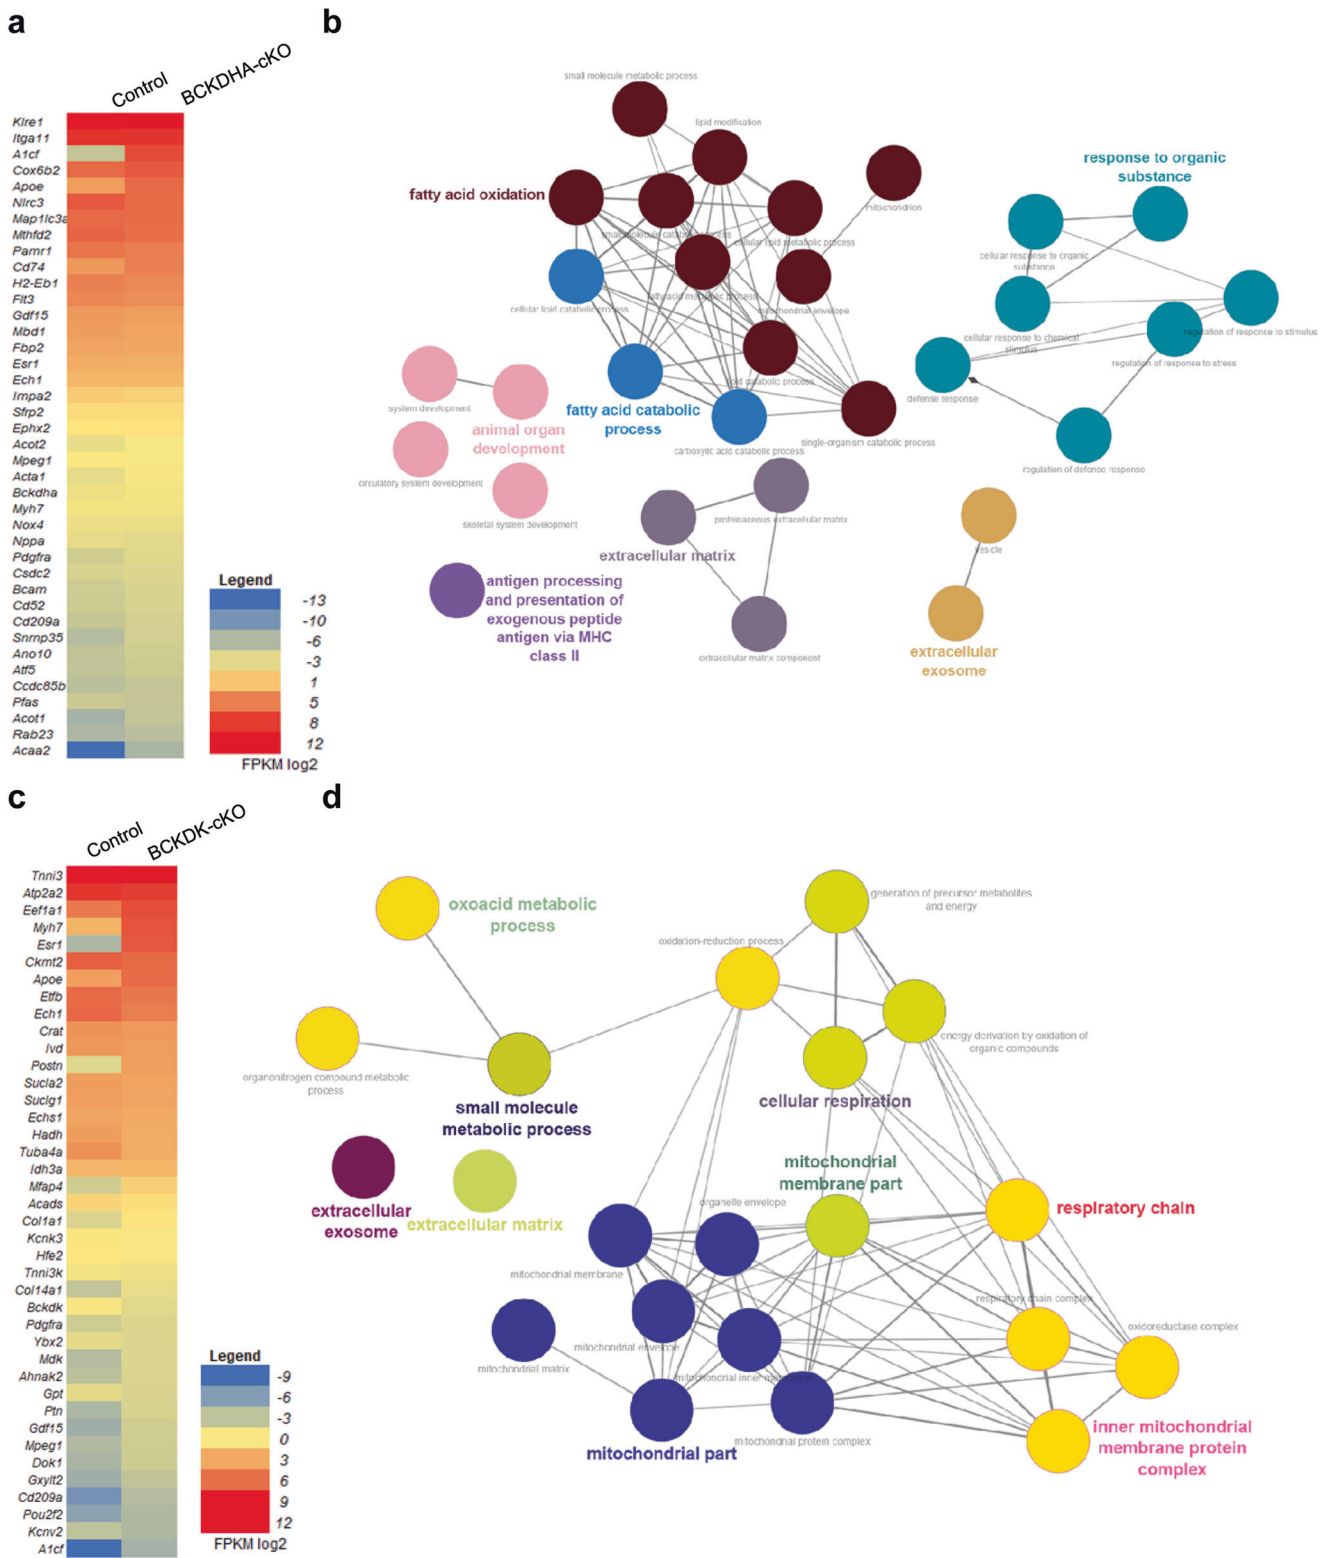 a
b
Control
BCKDHA-cKO
Klre1
Itga11
A1cf
Cox6b2
Apoe
Nlrc3
Map1lc3a
Mthfd2
Pamr1
Cd74
H2-Eb1
Flt3
Gdf15
Mbd1
Fbp2
Esr1
Ech1
Impa2
Sfrp2
Ephx2
Acot2
Mpeg1
Acta1
Bckdha
Myh7
Nox4
Nppa
Pdgfra
Csdc2
Bcam
Cd52
Cd209a
Snrnp35
Ano10
Atf5
Ccdc85b
Pfas
Acot1
Rab23
Acaa2
Legend
-13
-10
-6
-3
1
5
8
12
FPKM log2
small molecule metabolic process
lipid modification
fatty acid oxidation
mitochondrion
small molecule catabolic process
cellular lipid metabolic process
fatty acid metabolic process
mitochondrial envelope
cellular lipid catabolic process
lipid catabolic process
fatty acid catabolic
process
carboxylic acid catabolic process
single-organism catabolic process
response to organic
substance
cellular response to organic
substance
cellular response to chemical
stimulus
regulation of response to stimulus
regulation of response to stress
defense response
regulation of defense response
system development
animal organ
development
circulatory system development
skeletal system development
proteinaceous extracellular matrix
extracellular matrix
extracellular matrix component
antigen processing
and presentation of
exogenous peptide
antigen via MHC
class II
vesicle
extracellular
exosome
c
d
Control
BCKDK-cKO
Tnni3
Atp2a2
Eef1a1
Myh7
Esr1
Ckmt2
Apoe
Etfb
Ech1
Crat
Ivd
Postn
Sucla2
Suclg1
Echs1
Hadh
Tuba4a
Idh3a
Mfap4
Acads
Col1a1
Kcnk3
Hfe2
Tnni3k
Col14a1
Bckdk
Pdgfra
Ybx2
Mdk
Ahnak2
Gpt
Ptn
Gdf15
Mpeg1
Dok1
Gxylt2
Cd209a
Pou2f2
Kcnv2
A1cf
Legend
-9
-6
-3
0
3
6
9
12
FPKM log2
oxoacid metabolic
process
organonitrogen compound metabolic
process
small molecule
metabolic process
extracellular
exosome
extracellular matrix
generation of precursor metabolites
and energy
oxidation-reduction process
energy derivation by oxidation of
organic compounds
cellular respiration
mitochondrial
membrane part
organelle envelope
respiratory chain
mitochondrial membrane
respiratory chain complex
oxidoreductase complex
mitochondrial envelope
mitochondrial matrix
mitochondrial inner membrane
mitochondrial protein complex
mitochondrial part
inner mitochondrial
membrane protein
complex